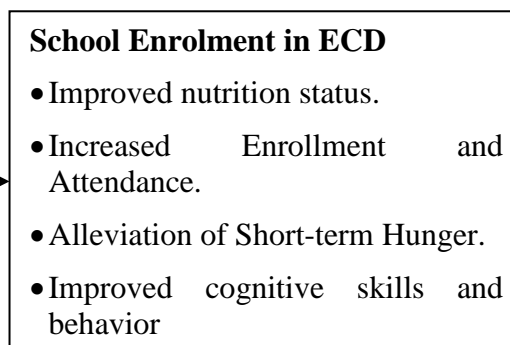 School Enrolment in ECD
• Improved nutrition status.
• Increased Enrollment and
Attendance.
• Alleviation of Short-term Hunger.
• Improved cognitive skills and
behavior